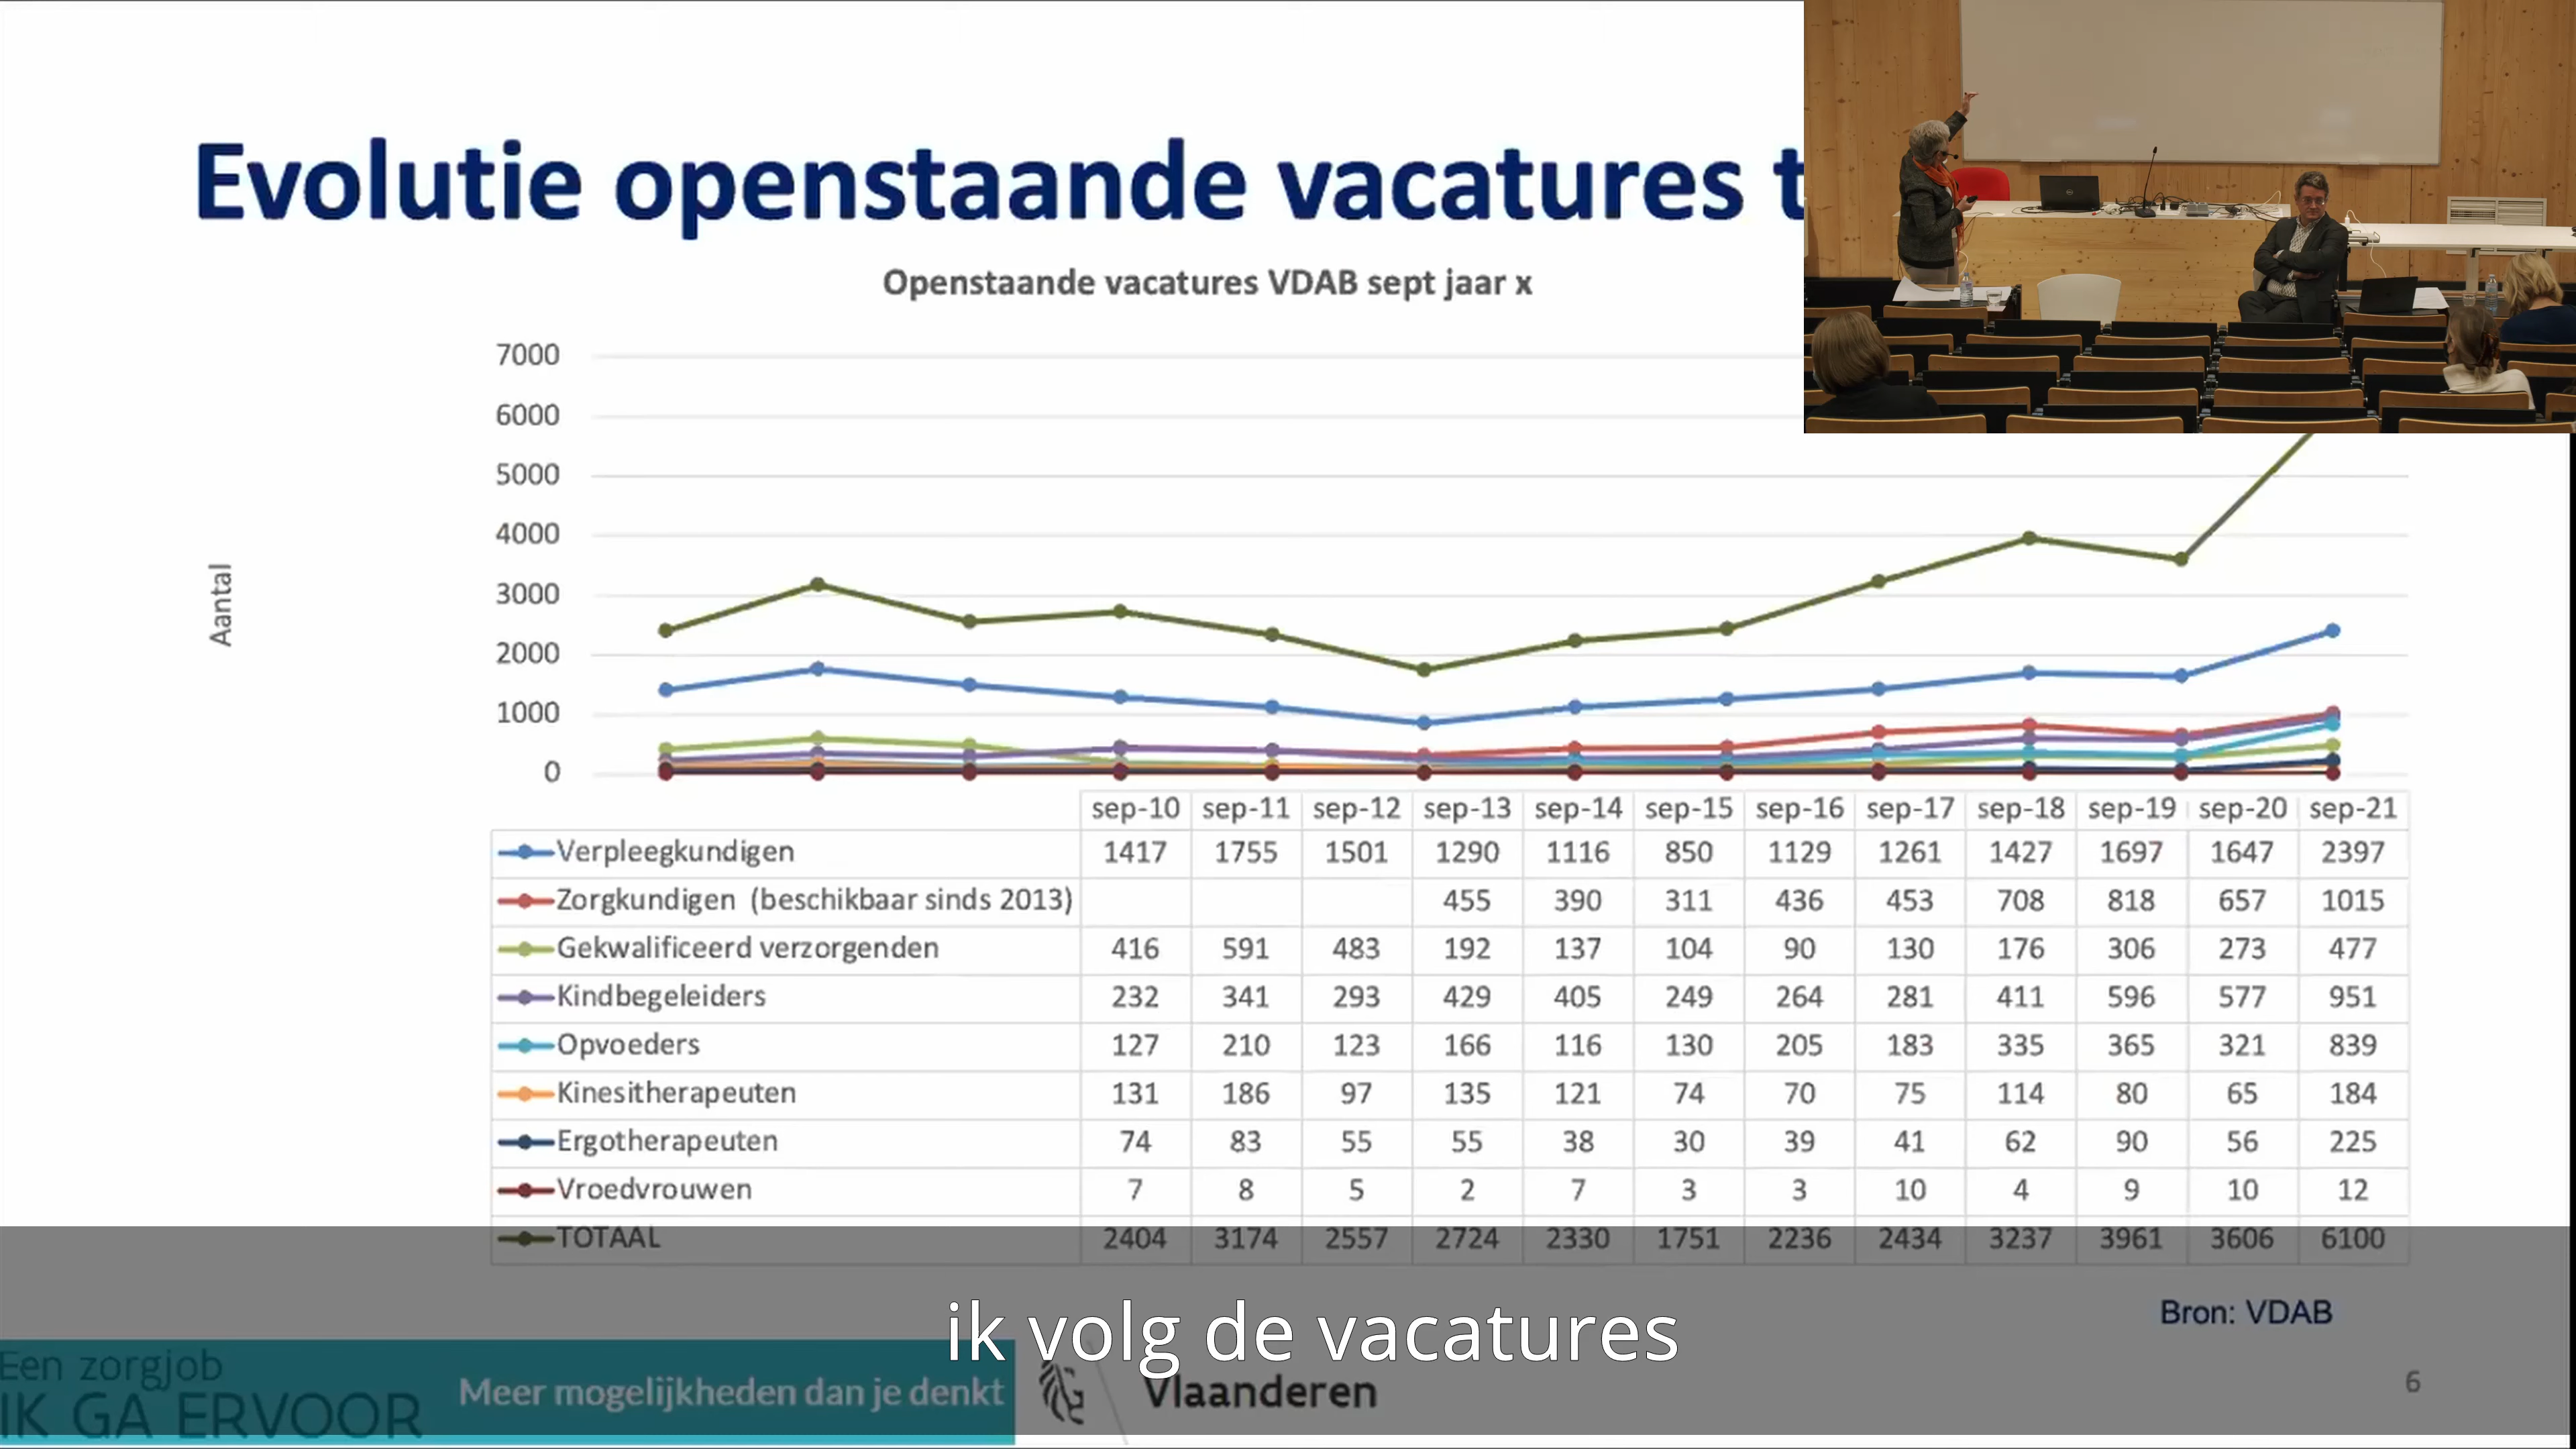 Evolutie openstaande vacatures t
Openstaande vacatures VDAB sept jaar x
7000
6000
5000
4000
3000
2000
1000
0
Aantal
sep-10 sep-11 sep-12 sep-13 sep-14 sep-15 sep-16 sep-17 sep-18 sep-19 sep-20 sep-21
Verpleegkundigen 1417 1755 1501 1290 1116 850 1129 1261 1427 1697 1647 2397
Zorgkundigen (beschikbaar sinds 2013) 455 390 311 436 453 708 818 657 1015
Gekwalificeerd verzorgenden 416 591 483 192 137 104 90 130 176 306 273 477
Kindbegeleiders 232 341 293 429 405 249 264 281 411 596 577 951
Opvoeders 127 210 123 166 116 130 205 183 335 365 321 839
Kinesitherapeuten 131 186 97 135 121 74 70 75 114 80 65 184
Ergotherapeuten 74 83 55 55 38 30 39 41 62 90 56 225
Vroedvrouwen 7 8 5 2 7 3 3 10 4 9 10 12
TOTAAL 2404 3174 2557 2724 2330 1751 2236 2434 3237 3961 3606 6100
Bron: VDAB
ik volg de vacatures
Een zorgjob
IK GA ERVOOR
Meer mogelijkheden dan je denkt
Vlaanderen
6